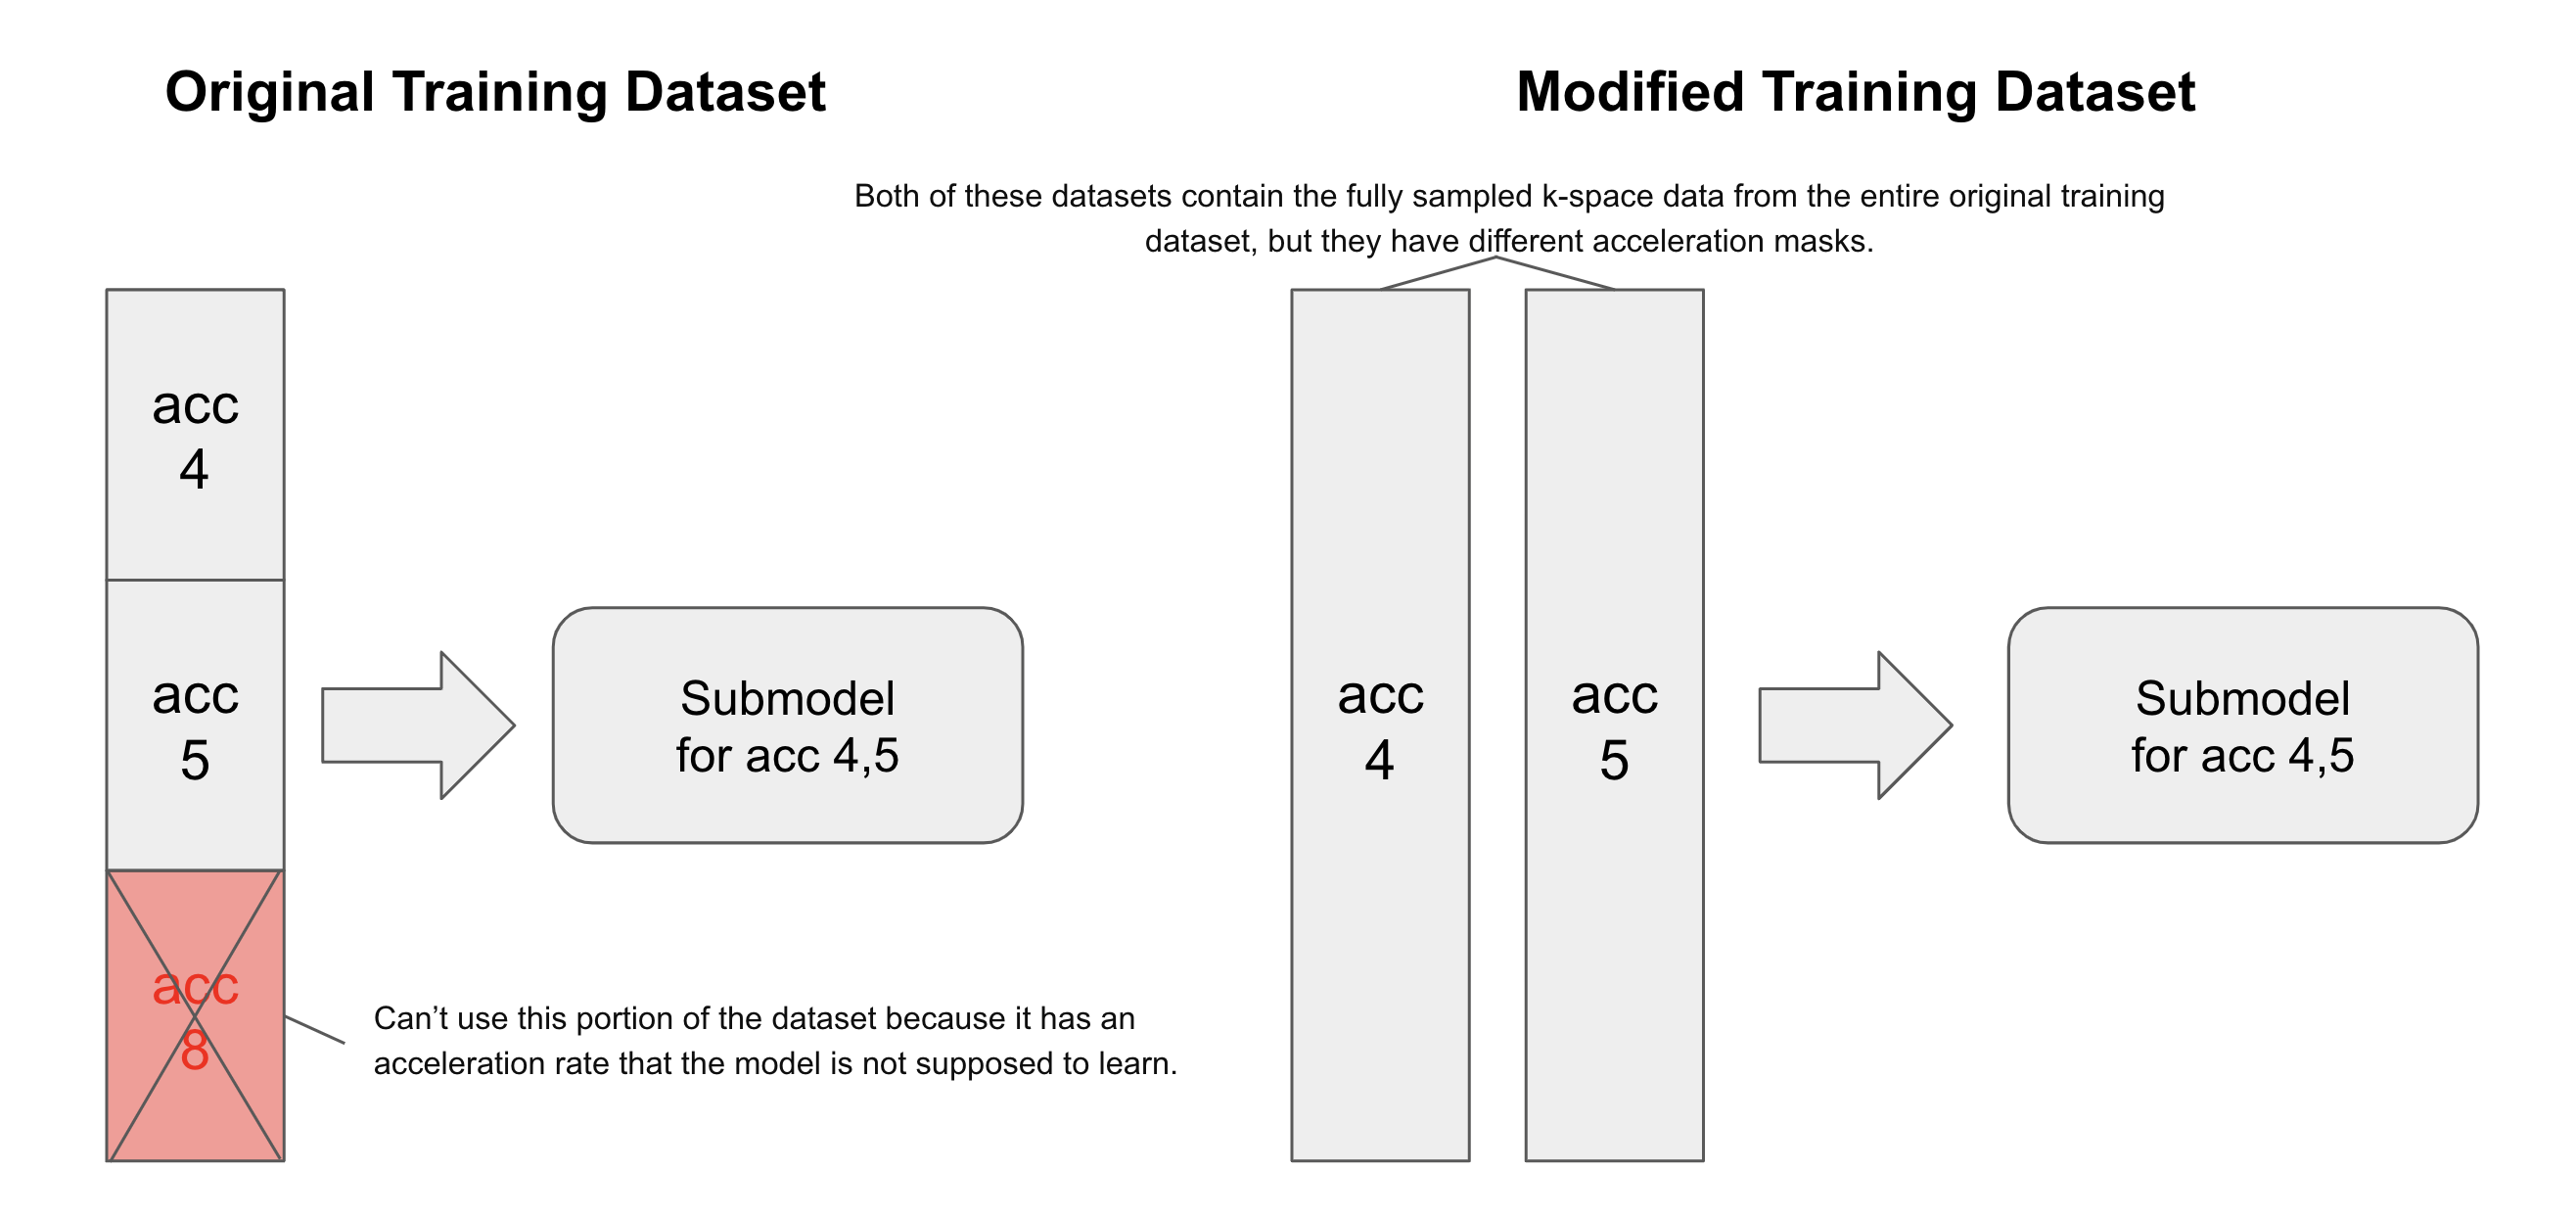 Original Training Dataset
Modified Training Dataset
Both of these datasets contain the fully sampled k-space data from the entire original training
dataset, but they have different acceleration masks.
acc
4
acc
5
Submodel
for acc 4,5
acc
8
Can’t use this portion of the dataset because it has an
acceleration rate that the model is not supposed to learn.
acc
4
acc
5
Submodel
for acc 4,5